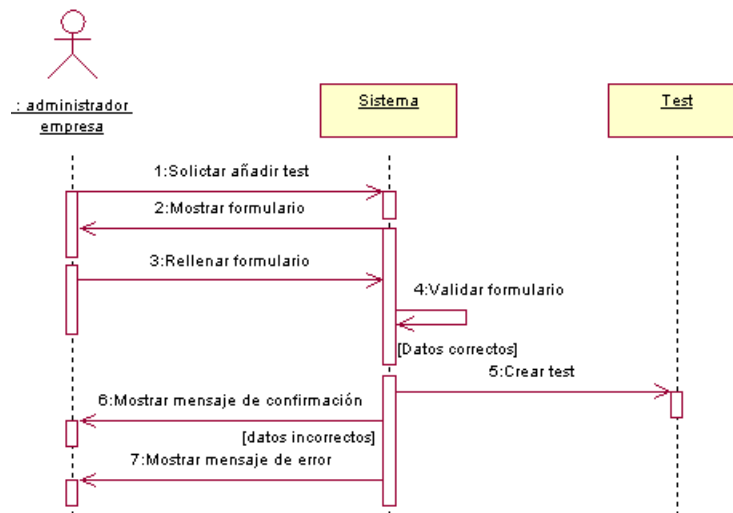 : administrador
empresa
Sistema
Test
1:Solictar añadir test
2:Mostrar formulario
3:Rellenar formulario
4:Validar formulario
[Datos correctos]
5:Crear test
6:Mostrar mensaje de confirmación
[datos incorrectos]
7:Mostrar mensaje de error